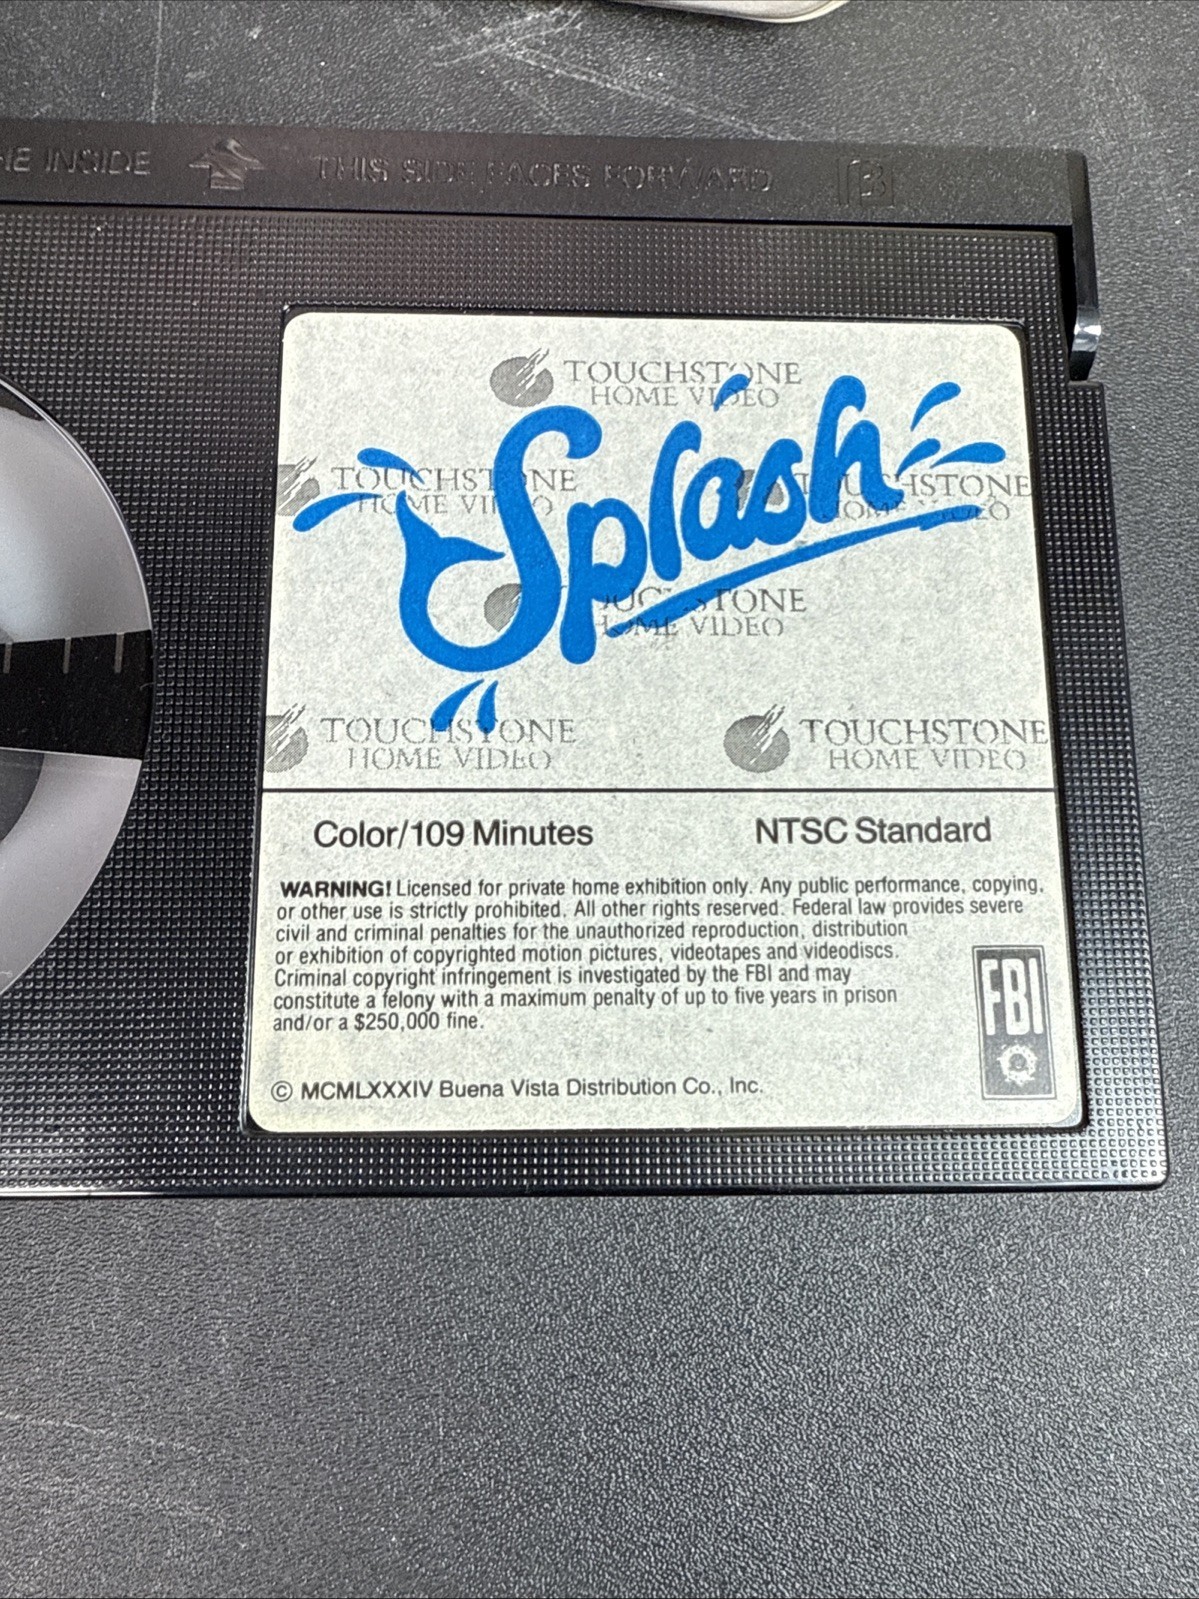 HE INSIDE THIS SIDE FACES FORWARD B
TOUCHSTONE
HOME VIDEO
Splash
TOUCHSTONE
HOME VIDEO
TOUCHSTONE
HOME VIDEO
TOUCHSTONE
HOME VIDEO
TOUCHSTONE
HOME VIDEO
TOUCHSTONE
HOME VIDEO
Color/109 Minutes NTSC Standard
WARNING! Licensed for private home exhibition only. Any public performance, copying,
or other use is strictly prohibited. All other rights reserved. Federal law provides severe
civil and criminal penalties for the unauthorized reproduction, distribution
or exhibition of copyrighted motion pictures, videotapes and videodiscs.
Criminal copyright infringement is investigated by the FBI and may
constitute a felony with a maximum penalty of up to five years in prison
and/or a $250,000 fine.
FBI
© MCMLXXXIV Buena Vista Distribution Co., Inc.